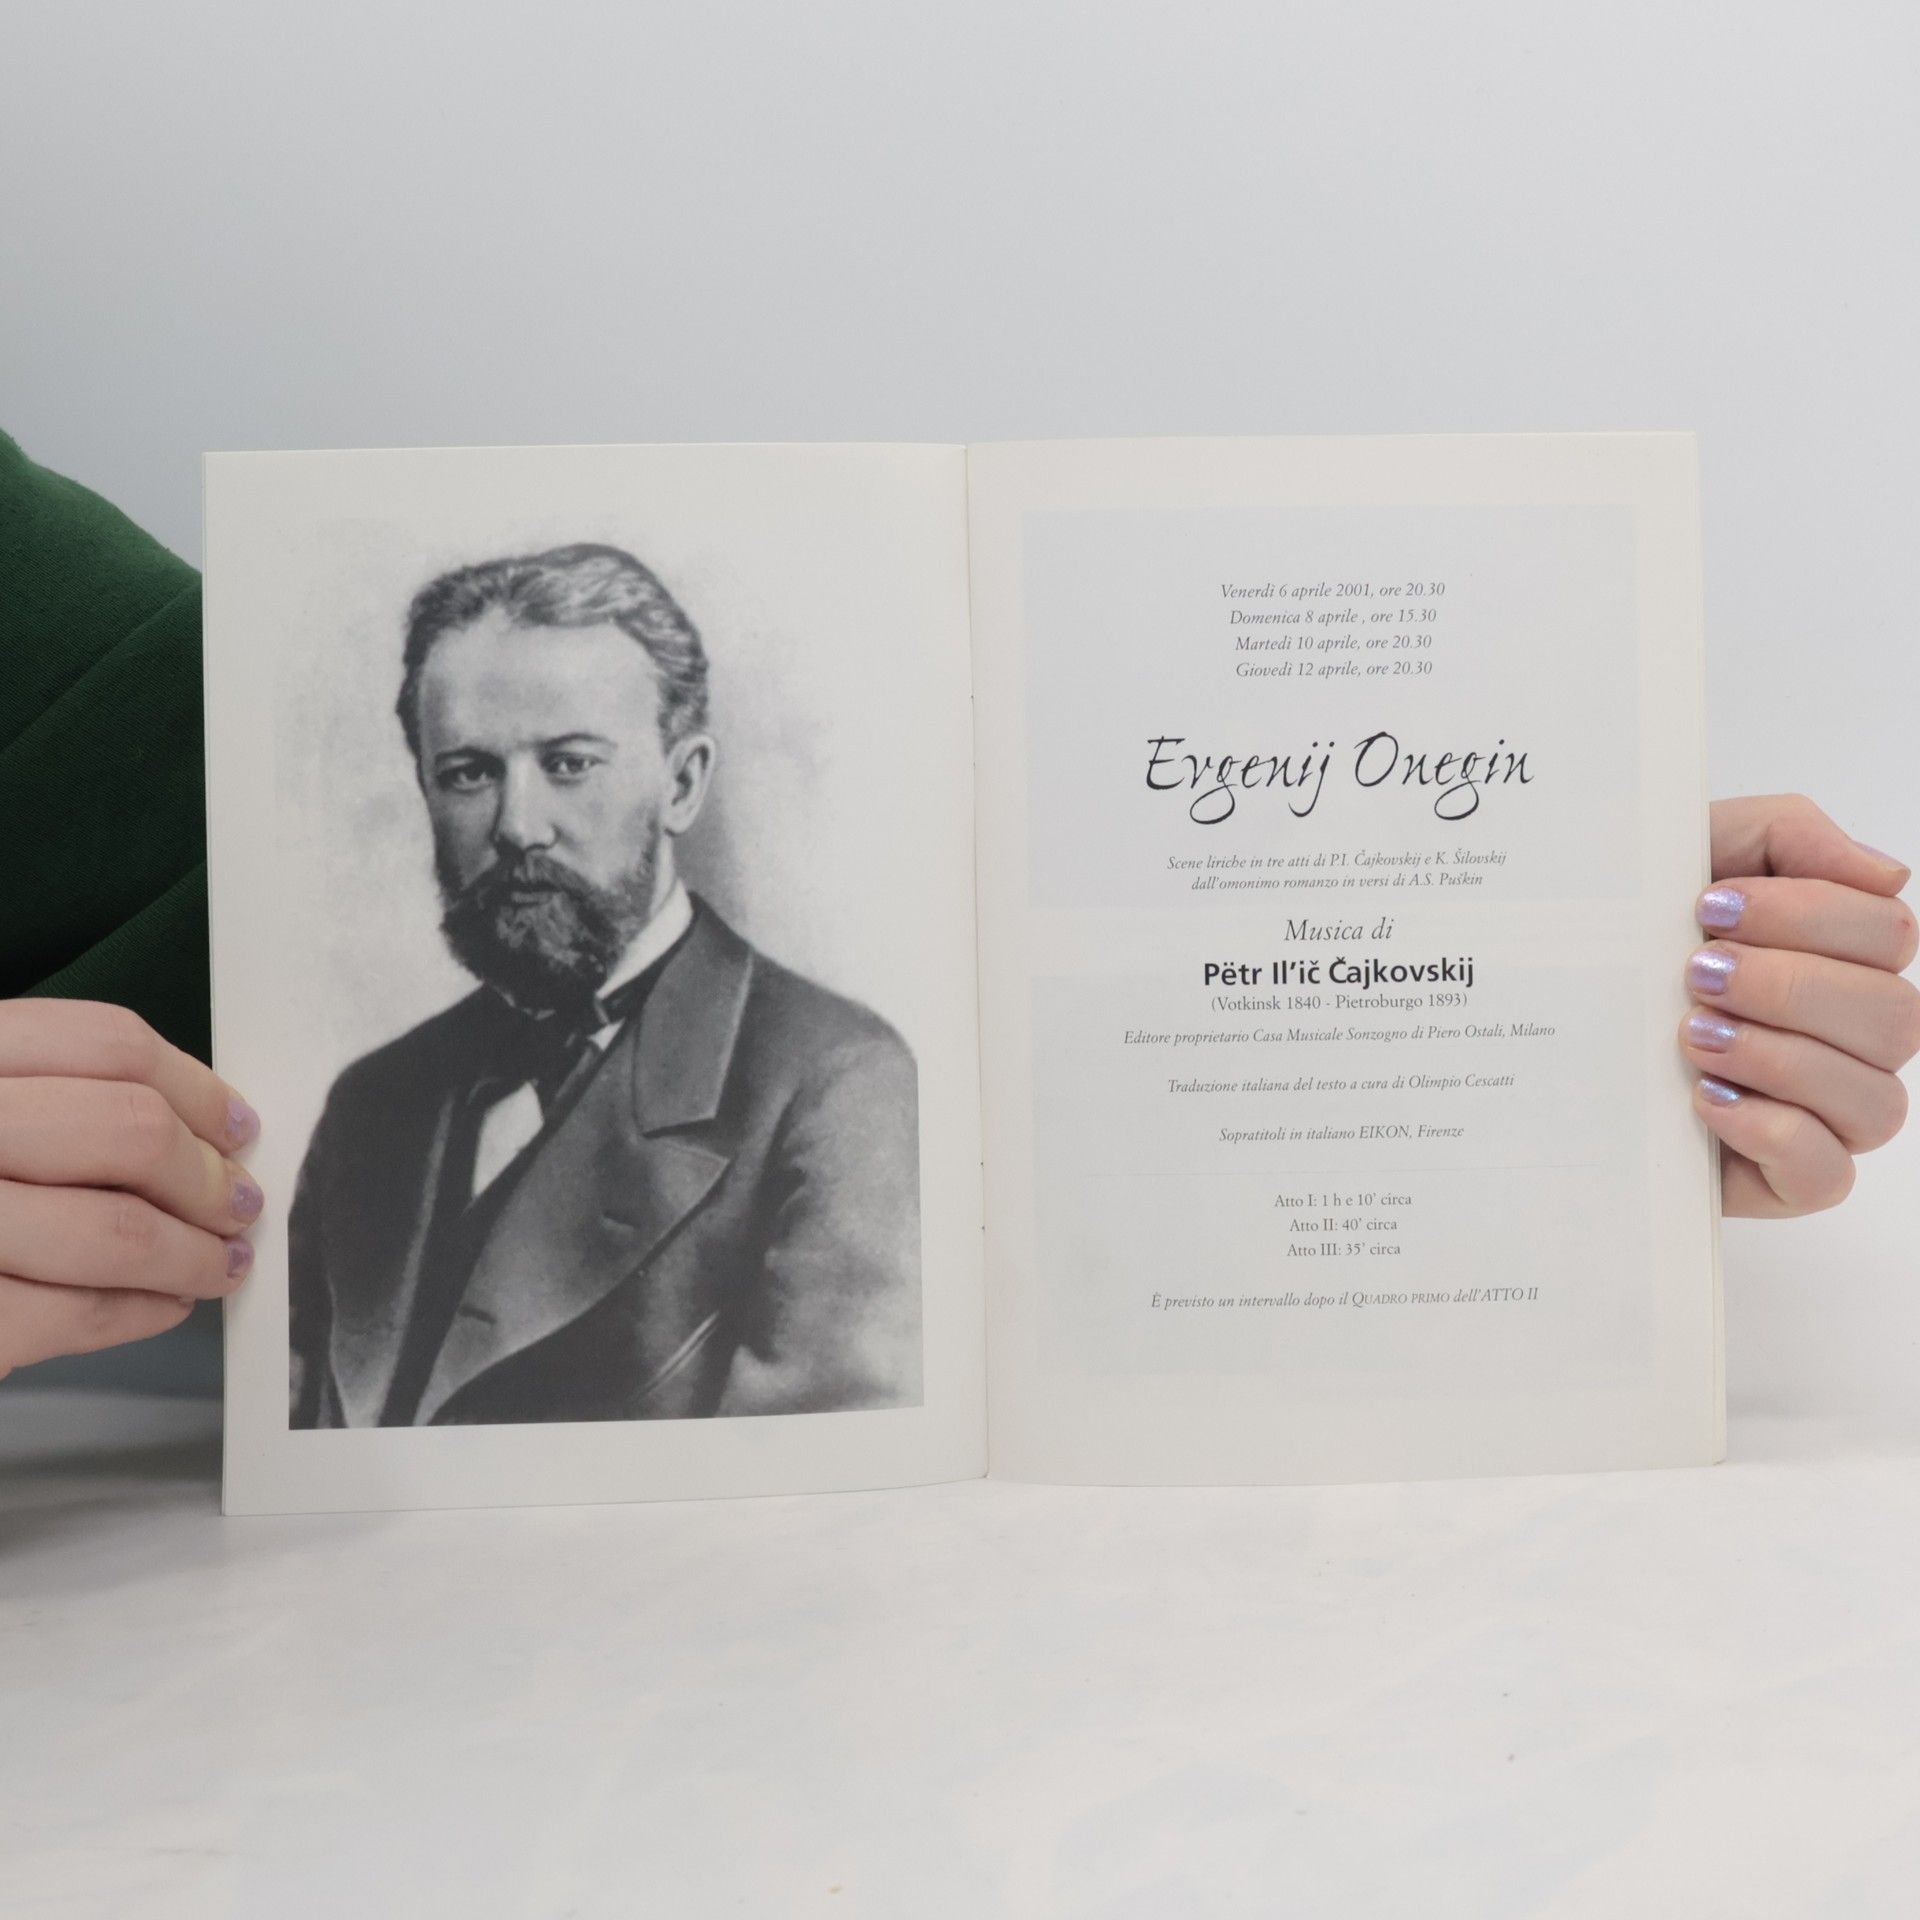 Venerdì 6 aprile 2001, ore 20.30
Domenica 8 aprile , ore 15.30
Martedì 10 aprile, ore 20.30
Giovedì 12 aprile, ore 20.30
Evgenij Onegin
Scene liriche in tre atti di P.I. Čajkovskij e K. Šilovskij
dall'omonimo romanzo in versi di A.S. Puškin
Musica di
Pëtr Il'ič Čajkovskij
(Votkinsk 1840 - Pietroburgo 1893)
Editore proprietario Casa Musicale Sonzogno di Piero Ostali, Milano
Traduzione italiana del testo a cura di Olimpio Cescatti
Sopratitoli in italiano EIKON, Firenze
Atto I: 1 h e 10' circa
Atto II: 40' circa
Atto III: 35' circa
È previsto un intervallo dopo il QUADRO PRIMO dell'ATTO II